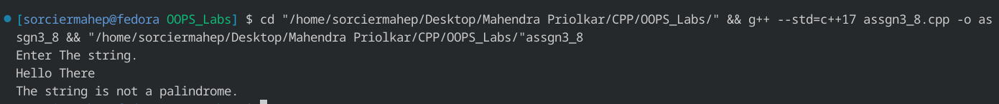 [sorciermahep@fedora OOPS_Labs] $ cd "/home/sorciermahep/Desktop/Mahendra Priolkar/CPP/OOPS_Labs/" && g++ --std=c++17 assgn3_8.cpp -o as
sgn3_8 && "/home/sorciermahep/Desktop/Mahendra Priolkar/CPP/OOPS_Labs/"assgn3_8
Enter The string.
Hello There
The string is not a palindrome.